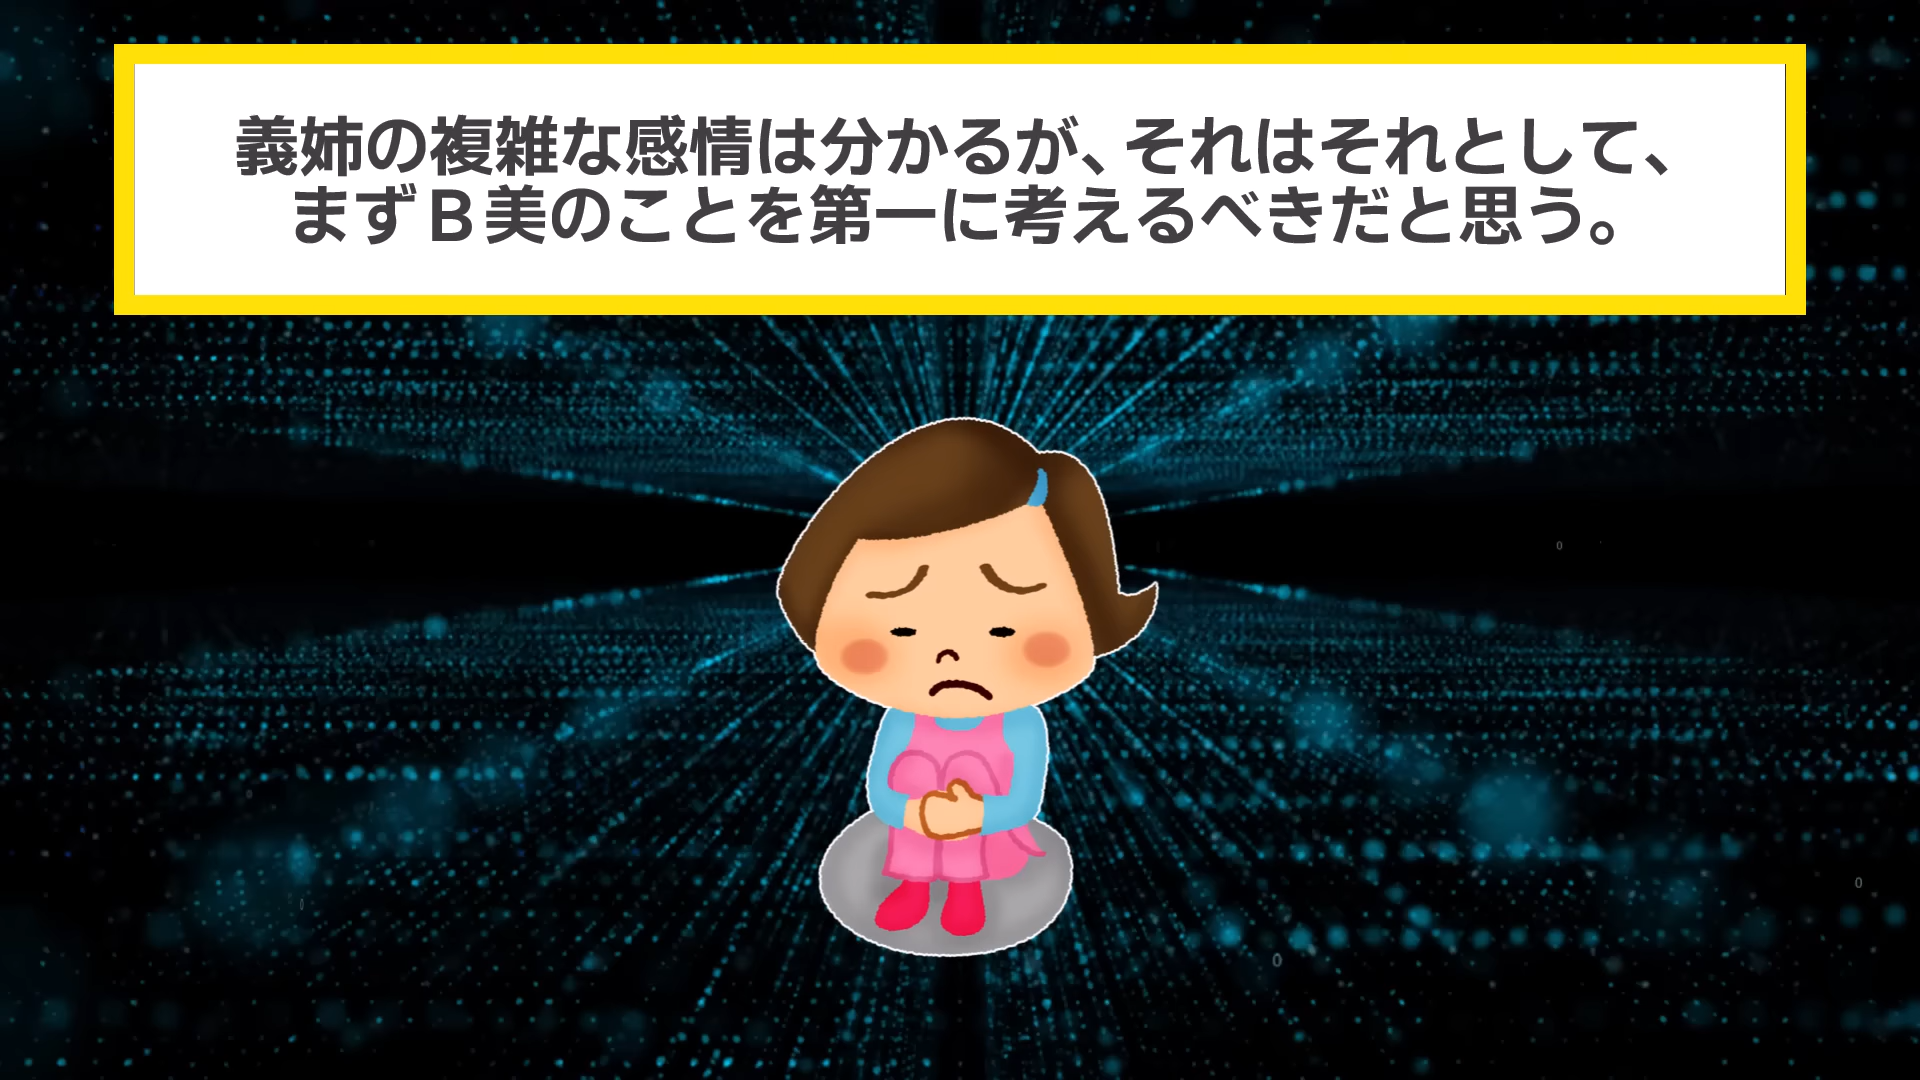 義姉の複雑な感情は分かるが、それはそれとして、
まずＢ美のことを第一に考えるべきだと思う。